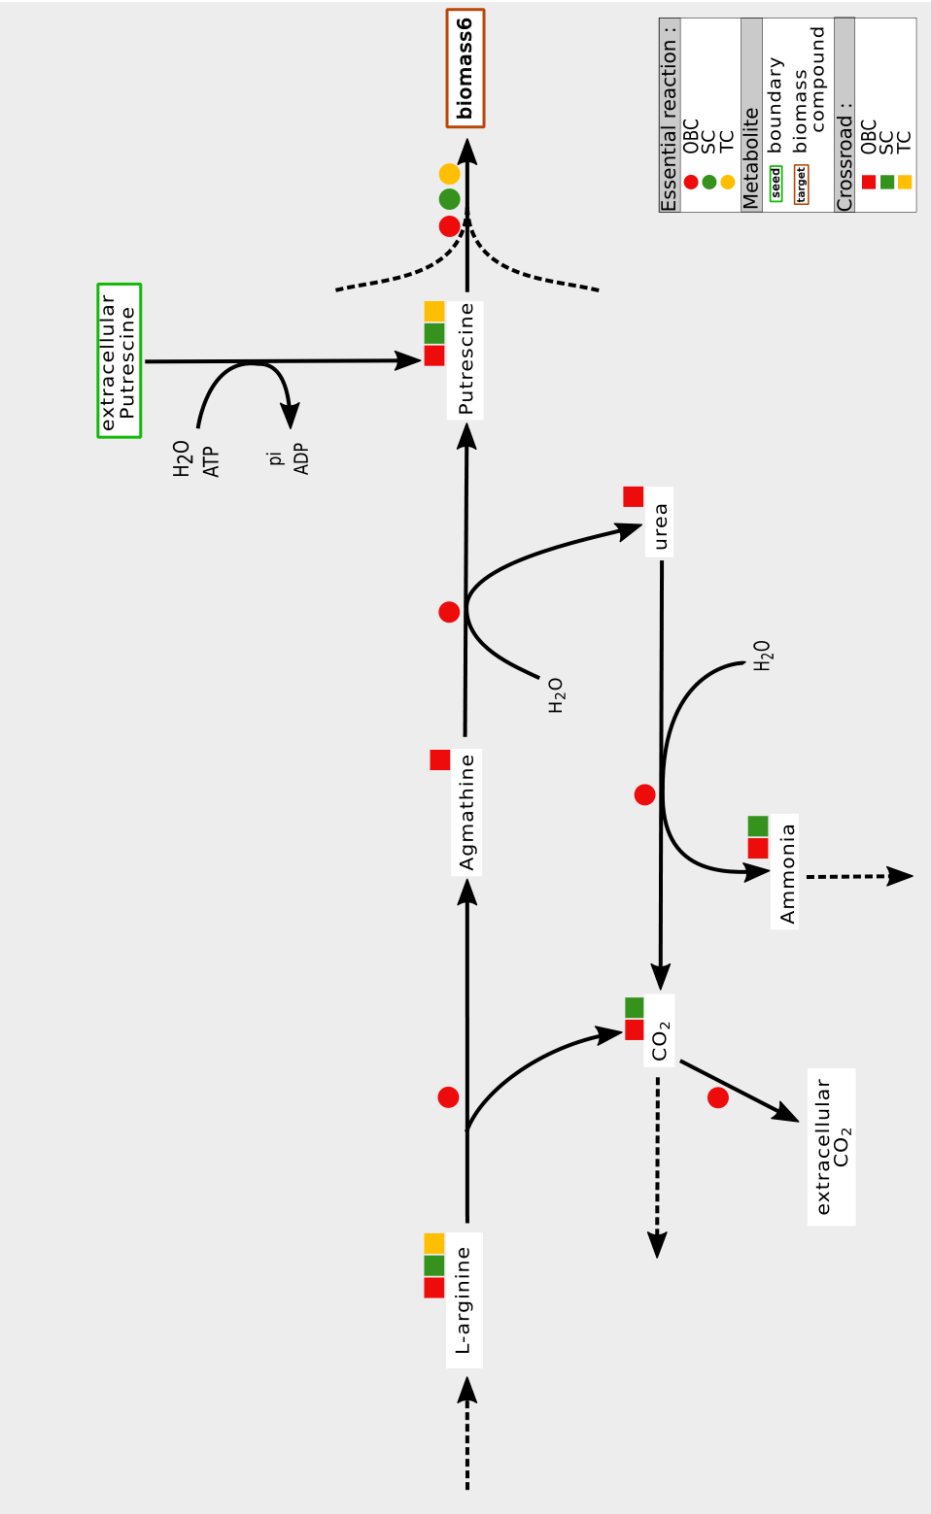 Essential reaction :
OBC
SC
TC
Metabolite
seed boundary
target biomass
compound
Crossroad :
OBC
SC
TC
extracellular
Putrescine
H₂O
ATP
pi
ADP
L-arginine
Agmathine
Putrescine
biomass6
H₂O
urea
H₂O
CO₂
Ammonia
extracellular
CO₂